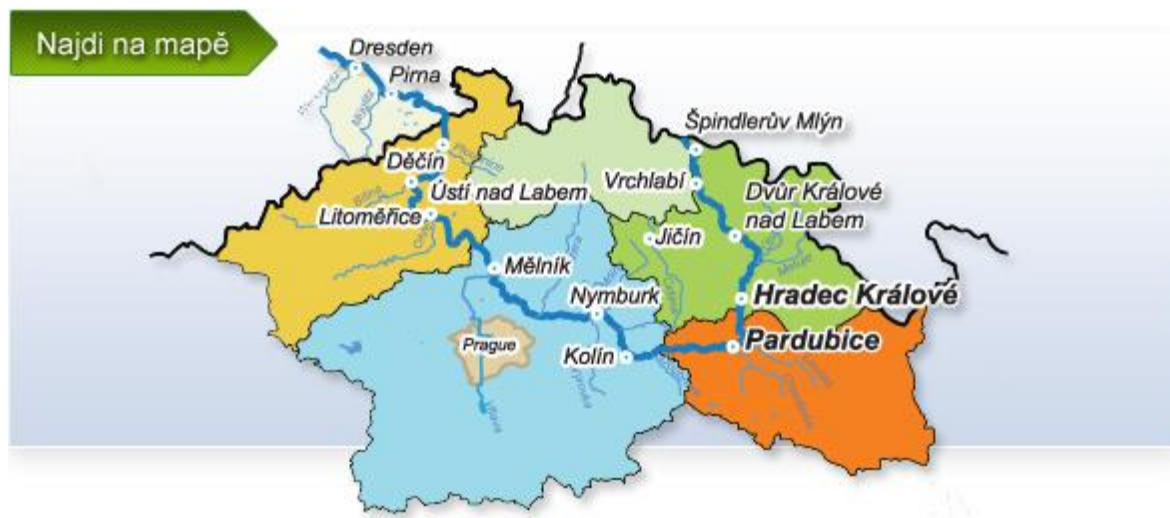 Najdi na mapě
Dresden
Pirna
Špindlerův Mlýn
Děčín
Vrchlabí
Dvůr Králové
nad Labem
Ústí nad Labem
Litoměřice
Jičín
Mělník
Nymburk
Hradec Králové
Prague
Kolín
Pardubice
Vltava